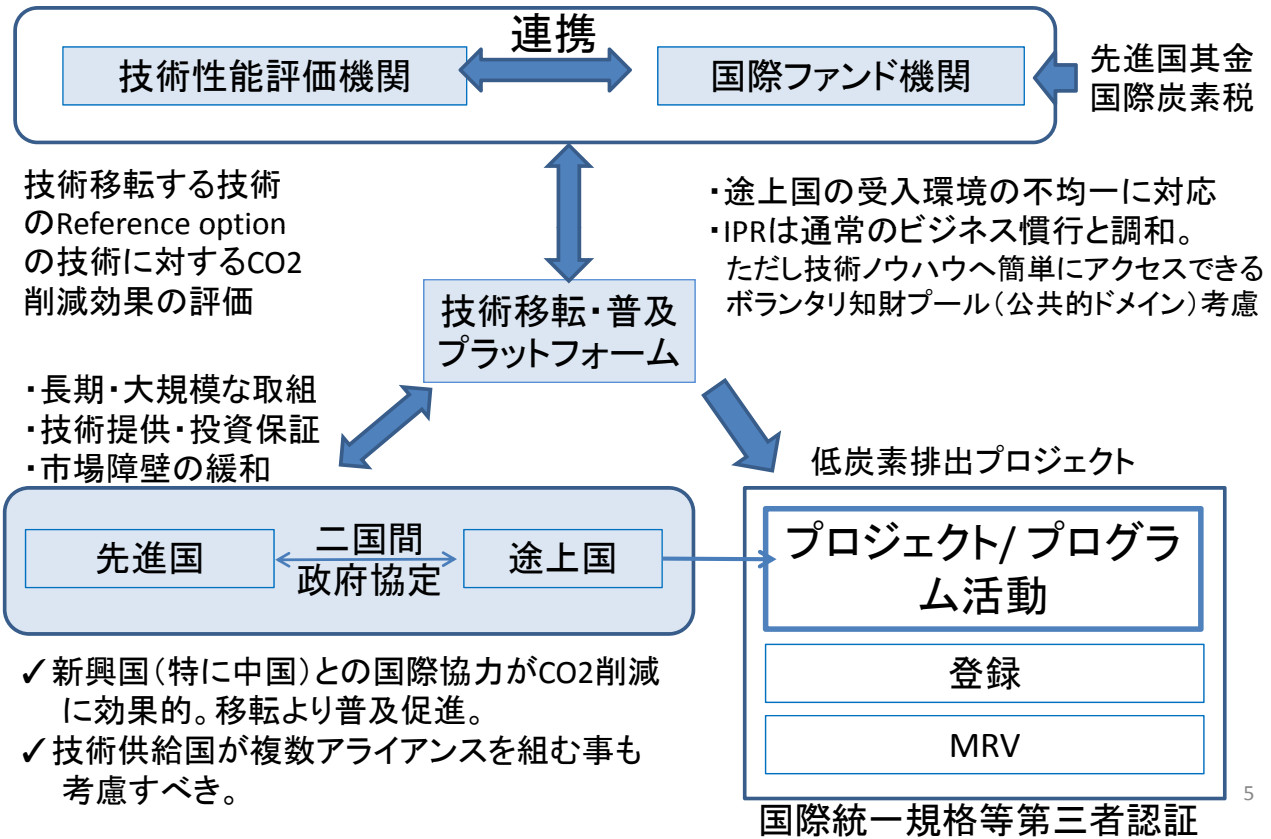 連携
技術性能評価機関
国際ファンド機関
先進国其金
国際炭素税
技術移転する技術
のReference option
の技術に対するCO2
削減効果の評価
・途上国の受入環境の不均一に対応
・IPRは通常のビジネス慣行と調和。
ただし技術ノウハウへ簡単にアクセスできる
ボランタリ知財プール(公共的ドメイン)考慮
技術移転・普及
プラットフォーム
・長期・大規模な取組
・技術提供・投資保証
・市場障壁の緩和
低炭素排出プロジェクト
先進国
二国間
政府協定
途上国
プロジェクト/ プログラ
ム活動
登録
MRV
✓新興国(特に中国)との国際協力がCO2削減
に効果的。移転より普及促進。
✓技術供給国が複数アライアンスを組む事も
考慮すべき。
国際統一規格等第三者認証
5